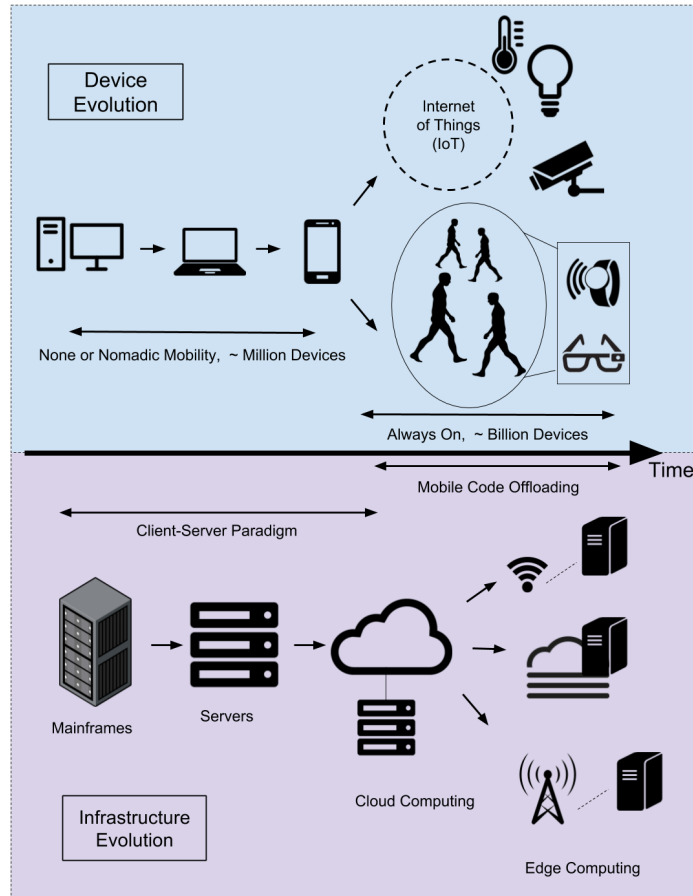 Device
Evolution
Internet
of Things
(IoT)
None or Nomadic Mobility, ~ Million Devices
Always On, ~ Billion Devices
Time
Mobile Code Offloading
Client-Server Paradigm
Mainframes
Servers
Cloud Computing
Edge Computing
Infrastructure
Evolution